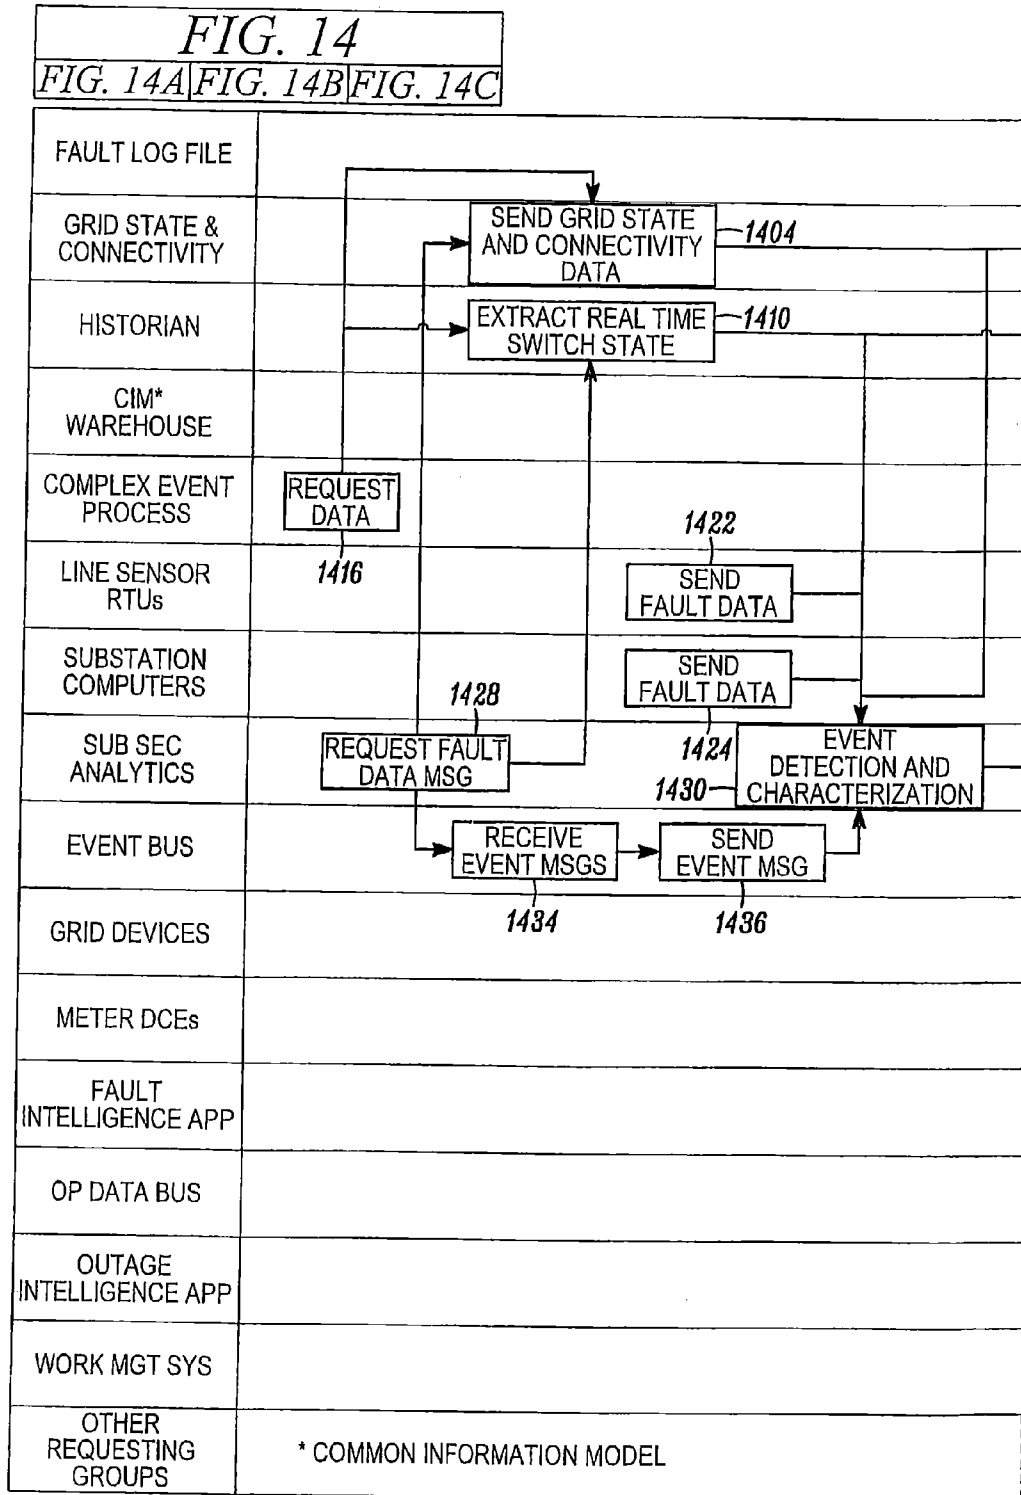 FIG. 14
FIG. 14A FIG. 14B FIG. 14C
FAULT LOG FILE
GRID STATE &
CONNECTIVITY
SEND GRID STATE
AND CONNECTIVITY
DATA
1404
HISTORIAN
EXTRACT REAL TIME
SWITCH STATE
1410
CIM*
WAREHOUSE
COMPLEX EVENT
PROCESS
REQUEST
DATA
1416
LINE SENSOR
RTUs
1422
SEND
FAULT DATA
SUBSTATION
COMPUTERS
SEND
FAULT DATA
1424
SUB SEC
ANALYTICS
1428
REQUEST FAULT
DATA MSG
EVENT
DETECTION AND
CHARACTERIZATION
1430
EVENT BUS
RECEIVE
EVENT MSGS
1434
SEND
EVENT MSG
1436
GRID DEVICES
METER DCEs
FAULT
INTELLIGENCE APP
OP DATA BUS
OUTAGE
INTELLIGENCE APP
WORK MGT SYS
OTHER
REQUESTING
GROUPS
* COMMON INFORMATION MODEL